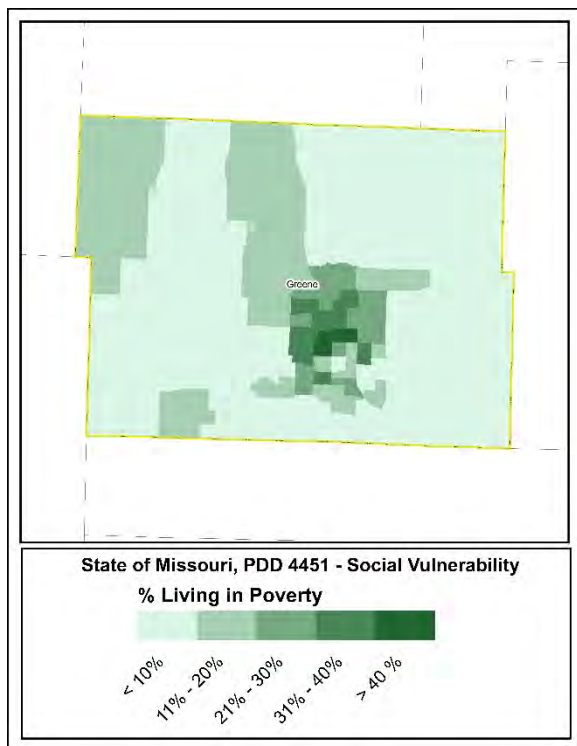 Greene
State of Missouri, PDD 4451 - Social Vulnerability
% Living in Poverty
< 10%
11% - 20%
21% - 30%
31% - 40%
> 40 %